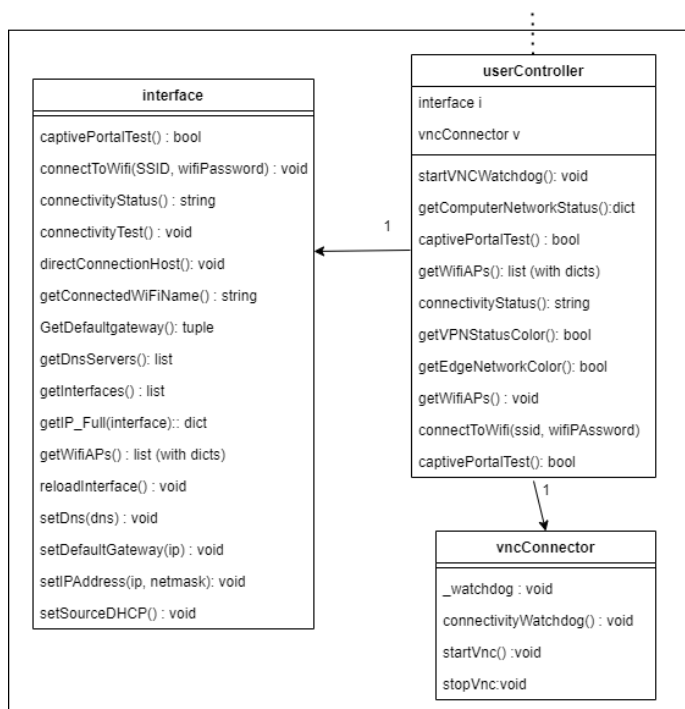 interface
captivePortalTest() : bool
connectToWifi(SSID, wifiPassword) : void
connectivityStatus() : string
connectivityTest() : void
directConnectionHost(): void
getConnectedWiFiName() : string
GetDefaultgateway(): tuple
getDnsServers(): list
getInterfaces() : list
getIP_Full(interface):: dict
getWifiAPs() : list (with dicts)
reloadInterface() : void
setDns(dns) : void
setDefaultGateway(ip) : void
setIPAddress(ip, netmask): void
setSourceDHCP() : void
1
userController
interface i
vncConnector v
startVNCWatchdog(): void
getComputerNetworkStatus():dict
captivePortalTest() : bool
getWifiAPs(): list (with dicts)
connectivityStatus(): string
getVPNStatusColor(): bool
getEdgeNetworkColor(): bool
getWifiAPs() : void
connectToWifi(ssid, wifiPAssword)
captivePortalTest(): bool
1
vncConnector
_watchdog : void
connectivityWatchdog() : void
startVnc() :void
stopVnc:void